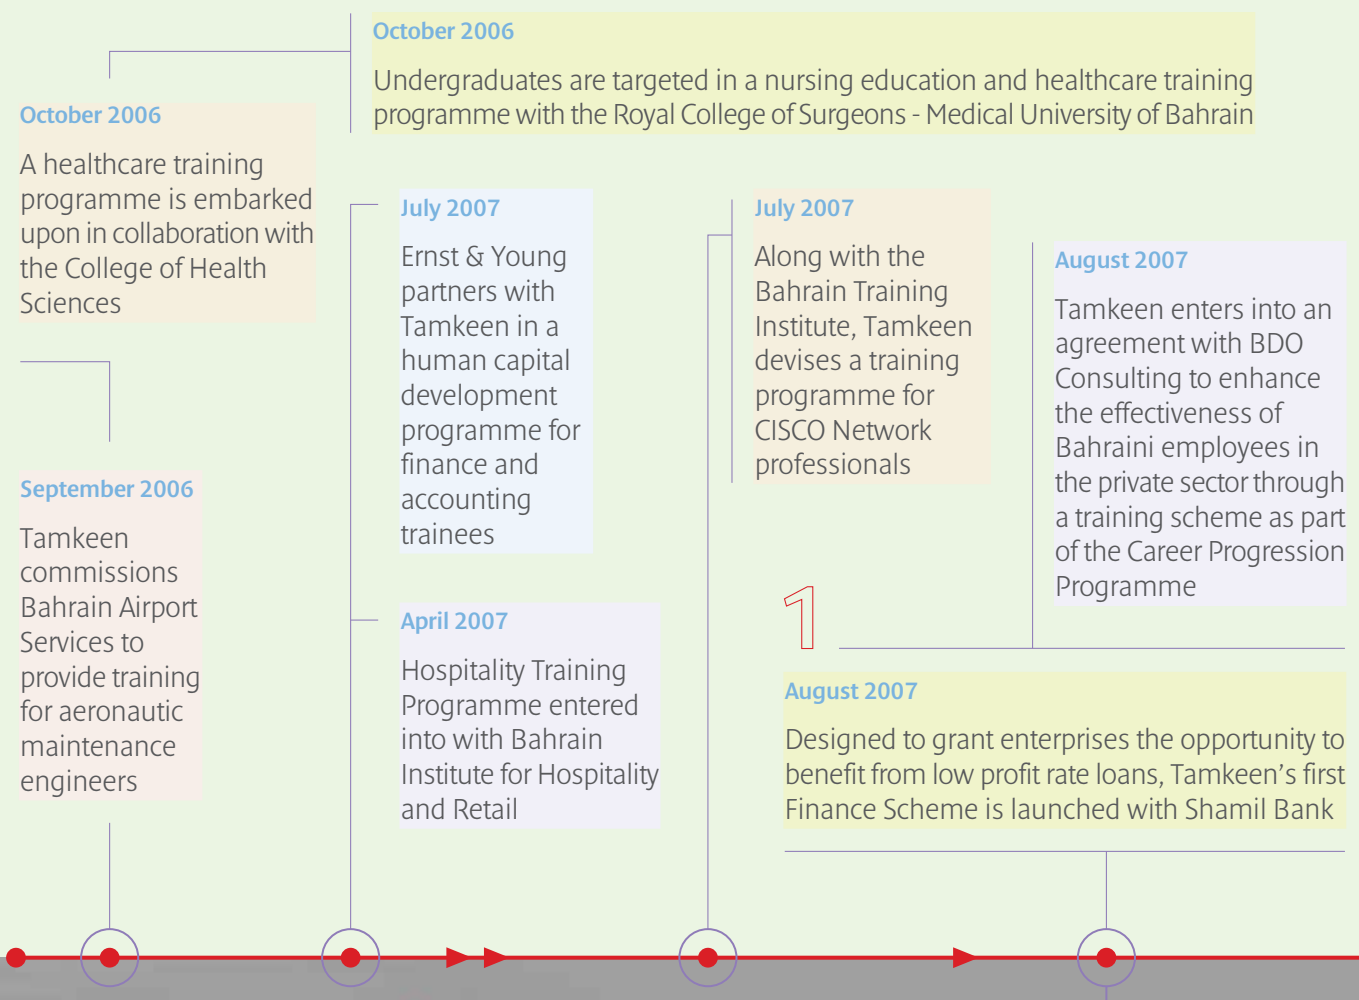 October 2006
Undergraduates are targeted in a nursing education and healthcare training
programme with the Royal College of Surgeons - Medical University of Bahrain
October 2006
A healthcare training
programme is embarked
upon in collaboration with
the College of Health
Sciences
September 2006
Tamkeen
commissions
Bahrain Airport
Services to
provide training
for aeronautic
maintenance
engineers
July 2007
Ernst & Young
partners with
Tamkeen in a
human capital
development
programme for
finance and
accounting
trainees
April 2007
Hospitality Training
Programme entered
into with Bahrain
Institute for Hospitality
and Retail
July 2007
Along with the
Bahrain Training
Institute, Tamkeen
devises a training
programme for
CISCO Network
professionals
August 2007
Tamkeen enters into an
agreement with BDO
Consulting to enhance
the effectiveness of
Bahraini employees in
the private sector through
a training scheme as part
of the Career Progression
Programme
1
August 2007
Designed to grant enterprises the opportunity to
benefit from low profit rate loans, Tamkeen's first
Finance Scheme is launched with Shamil Bank